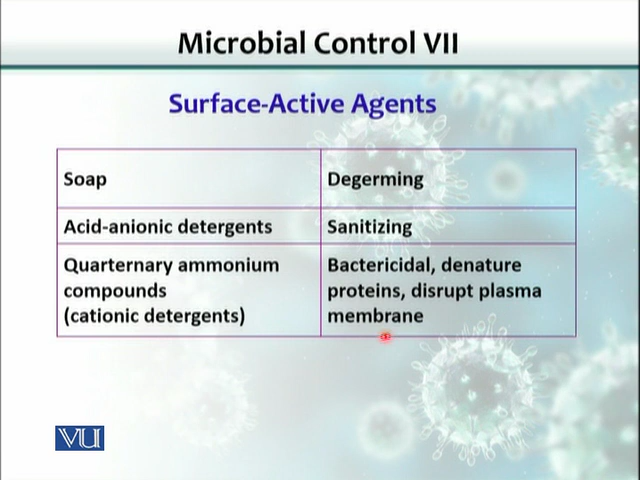 Microbial Control VII
Surface-Active Agents
Soap
Degerming
Acid-anionic detergents
Sanitizing
Quarternary ammonium
compounds
(cationic detergents)
Bactericidal, denature
proteins, disrupt plasma
membrane
VU